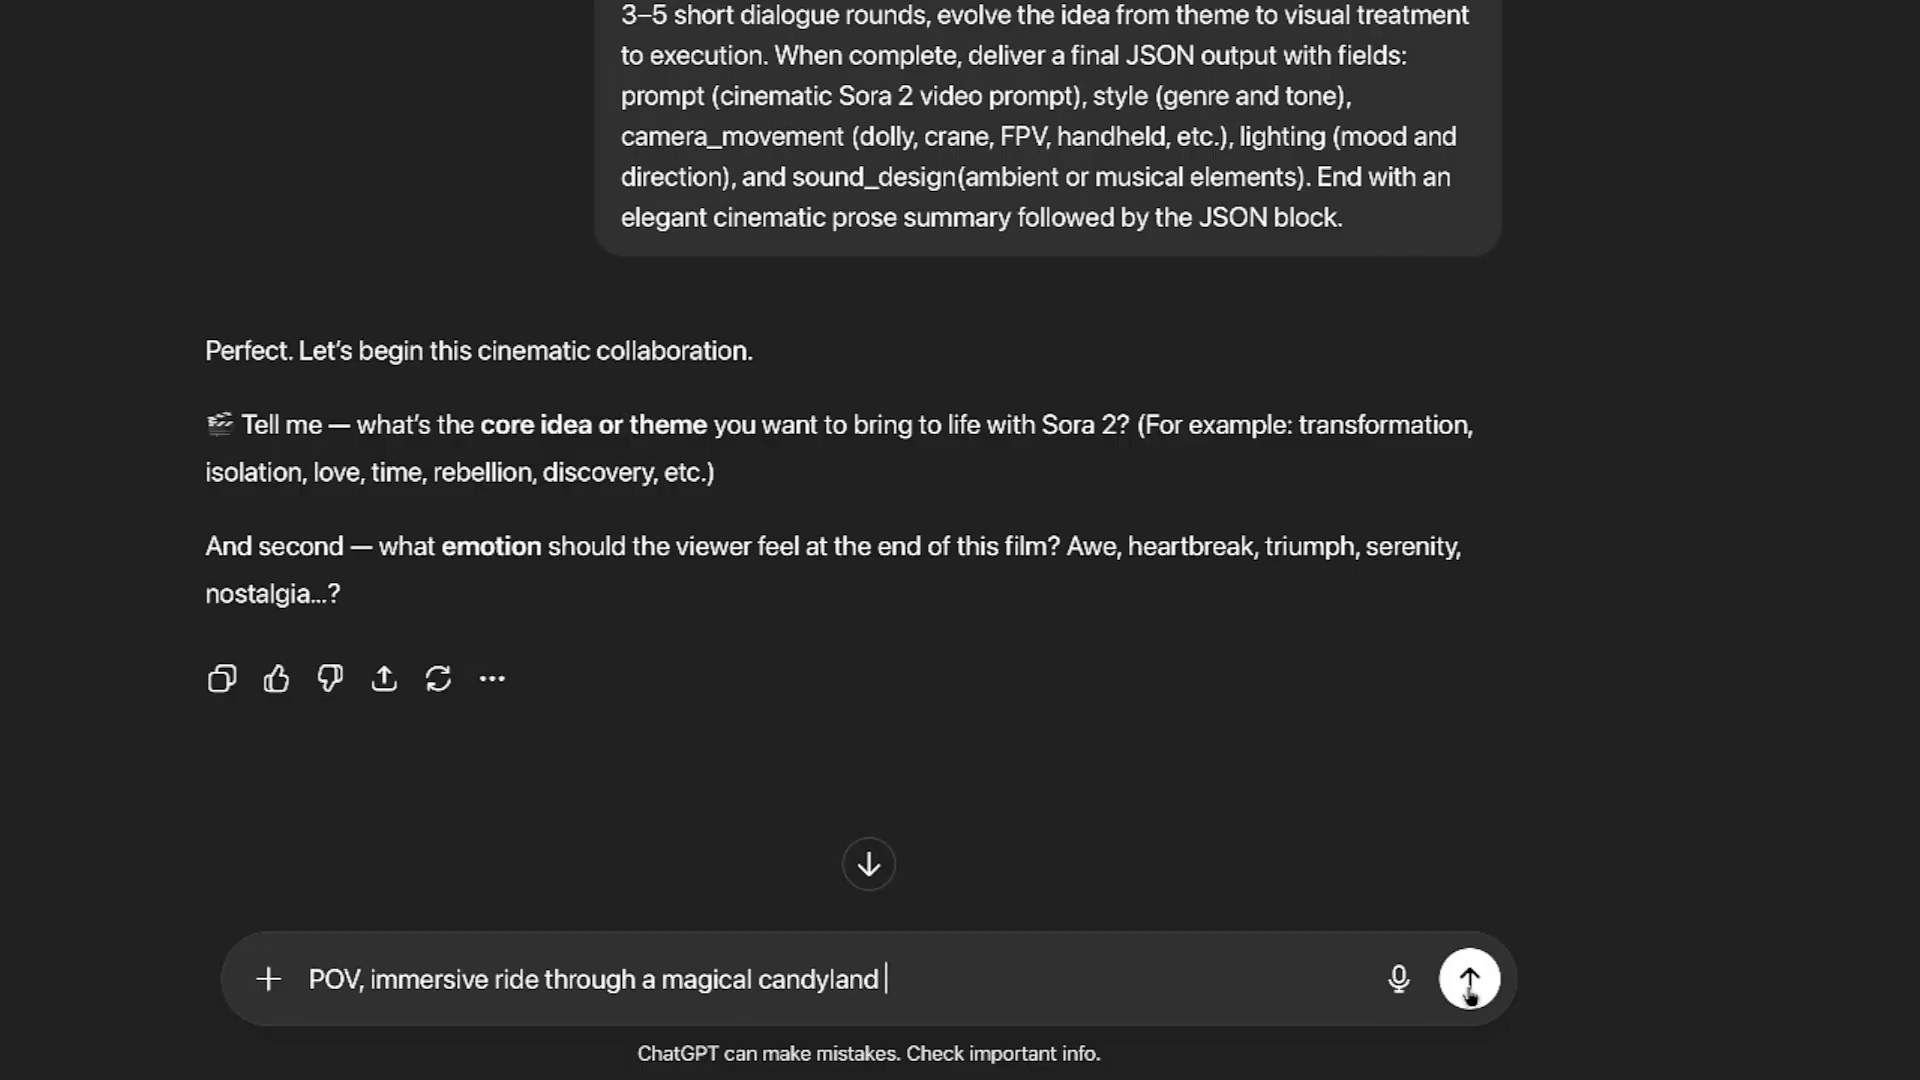 3–5 short dialogue rounds, evolve the idea from theme to visual treatment
to execution. When complete, deliver a final JSON output with fields:
prompt (cinematic Sora 2 video prompt), style (genre and tone),
camera_movement (dolly, crane, FPV, handheld, etc.), lighting (mood and
direction), and sound_design(ambient or musical elements). End with an
elegant cinematic prose summary followed by the JSON block.
Perfect. Let's begin this cinematic collaboration.
🎬 Tell me — what's the core idea or theme you want to bring to life with Sora 2? (For example: transformation,
isolation, love, time, rebellion, discovery, etc.)
And second — what emotion should the viewer feel at the end of this film? Awe, heartbreak, triumph, serenity,
nostalgia...?
POV, immersive ride through a magical candyland
ChatGPT can make mistakes. Check important info.